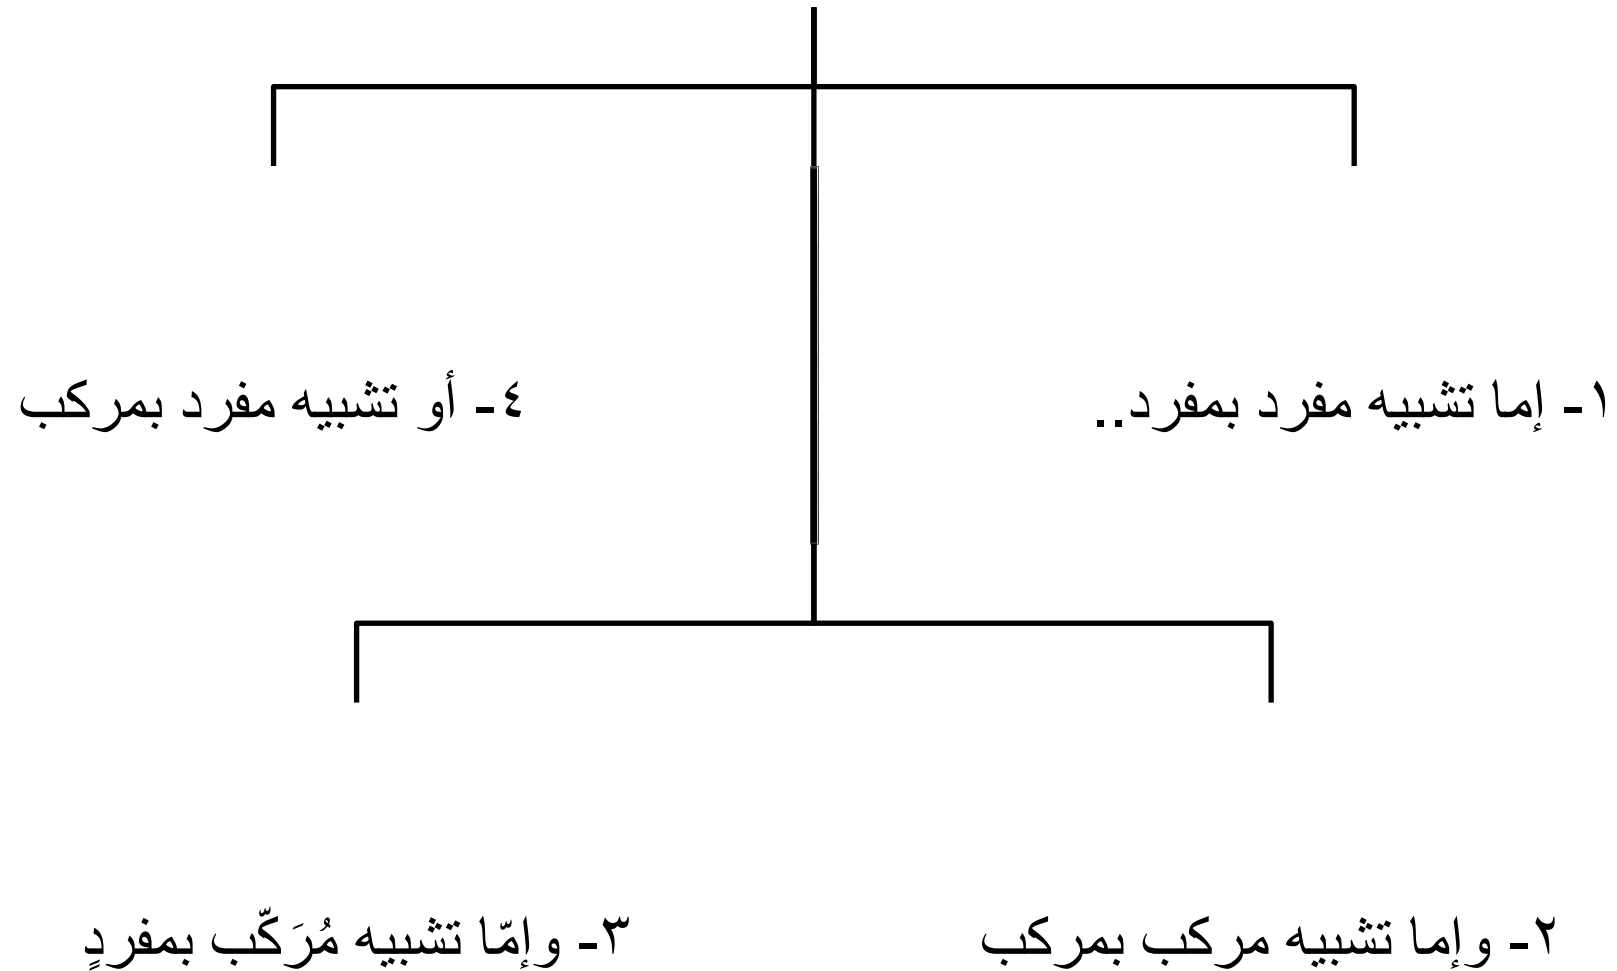 ١- إما تشبيه مفرد بمفرد..
٤- أو تشبيه مفرد بمركب
٢- وإما تشبيه مركب بمركب
٣- وإمّا تشبيه مُرَكّب بمفردٍ